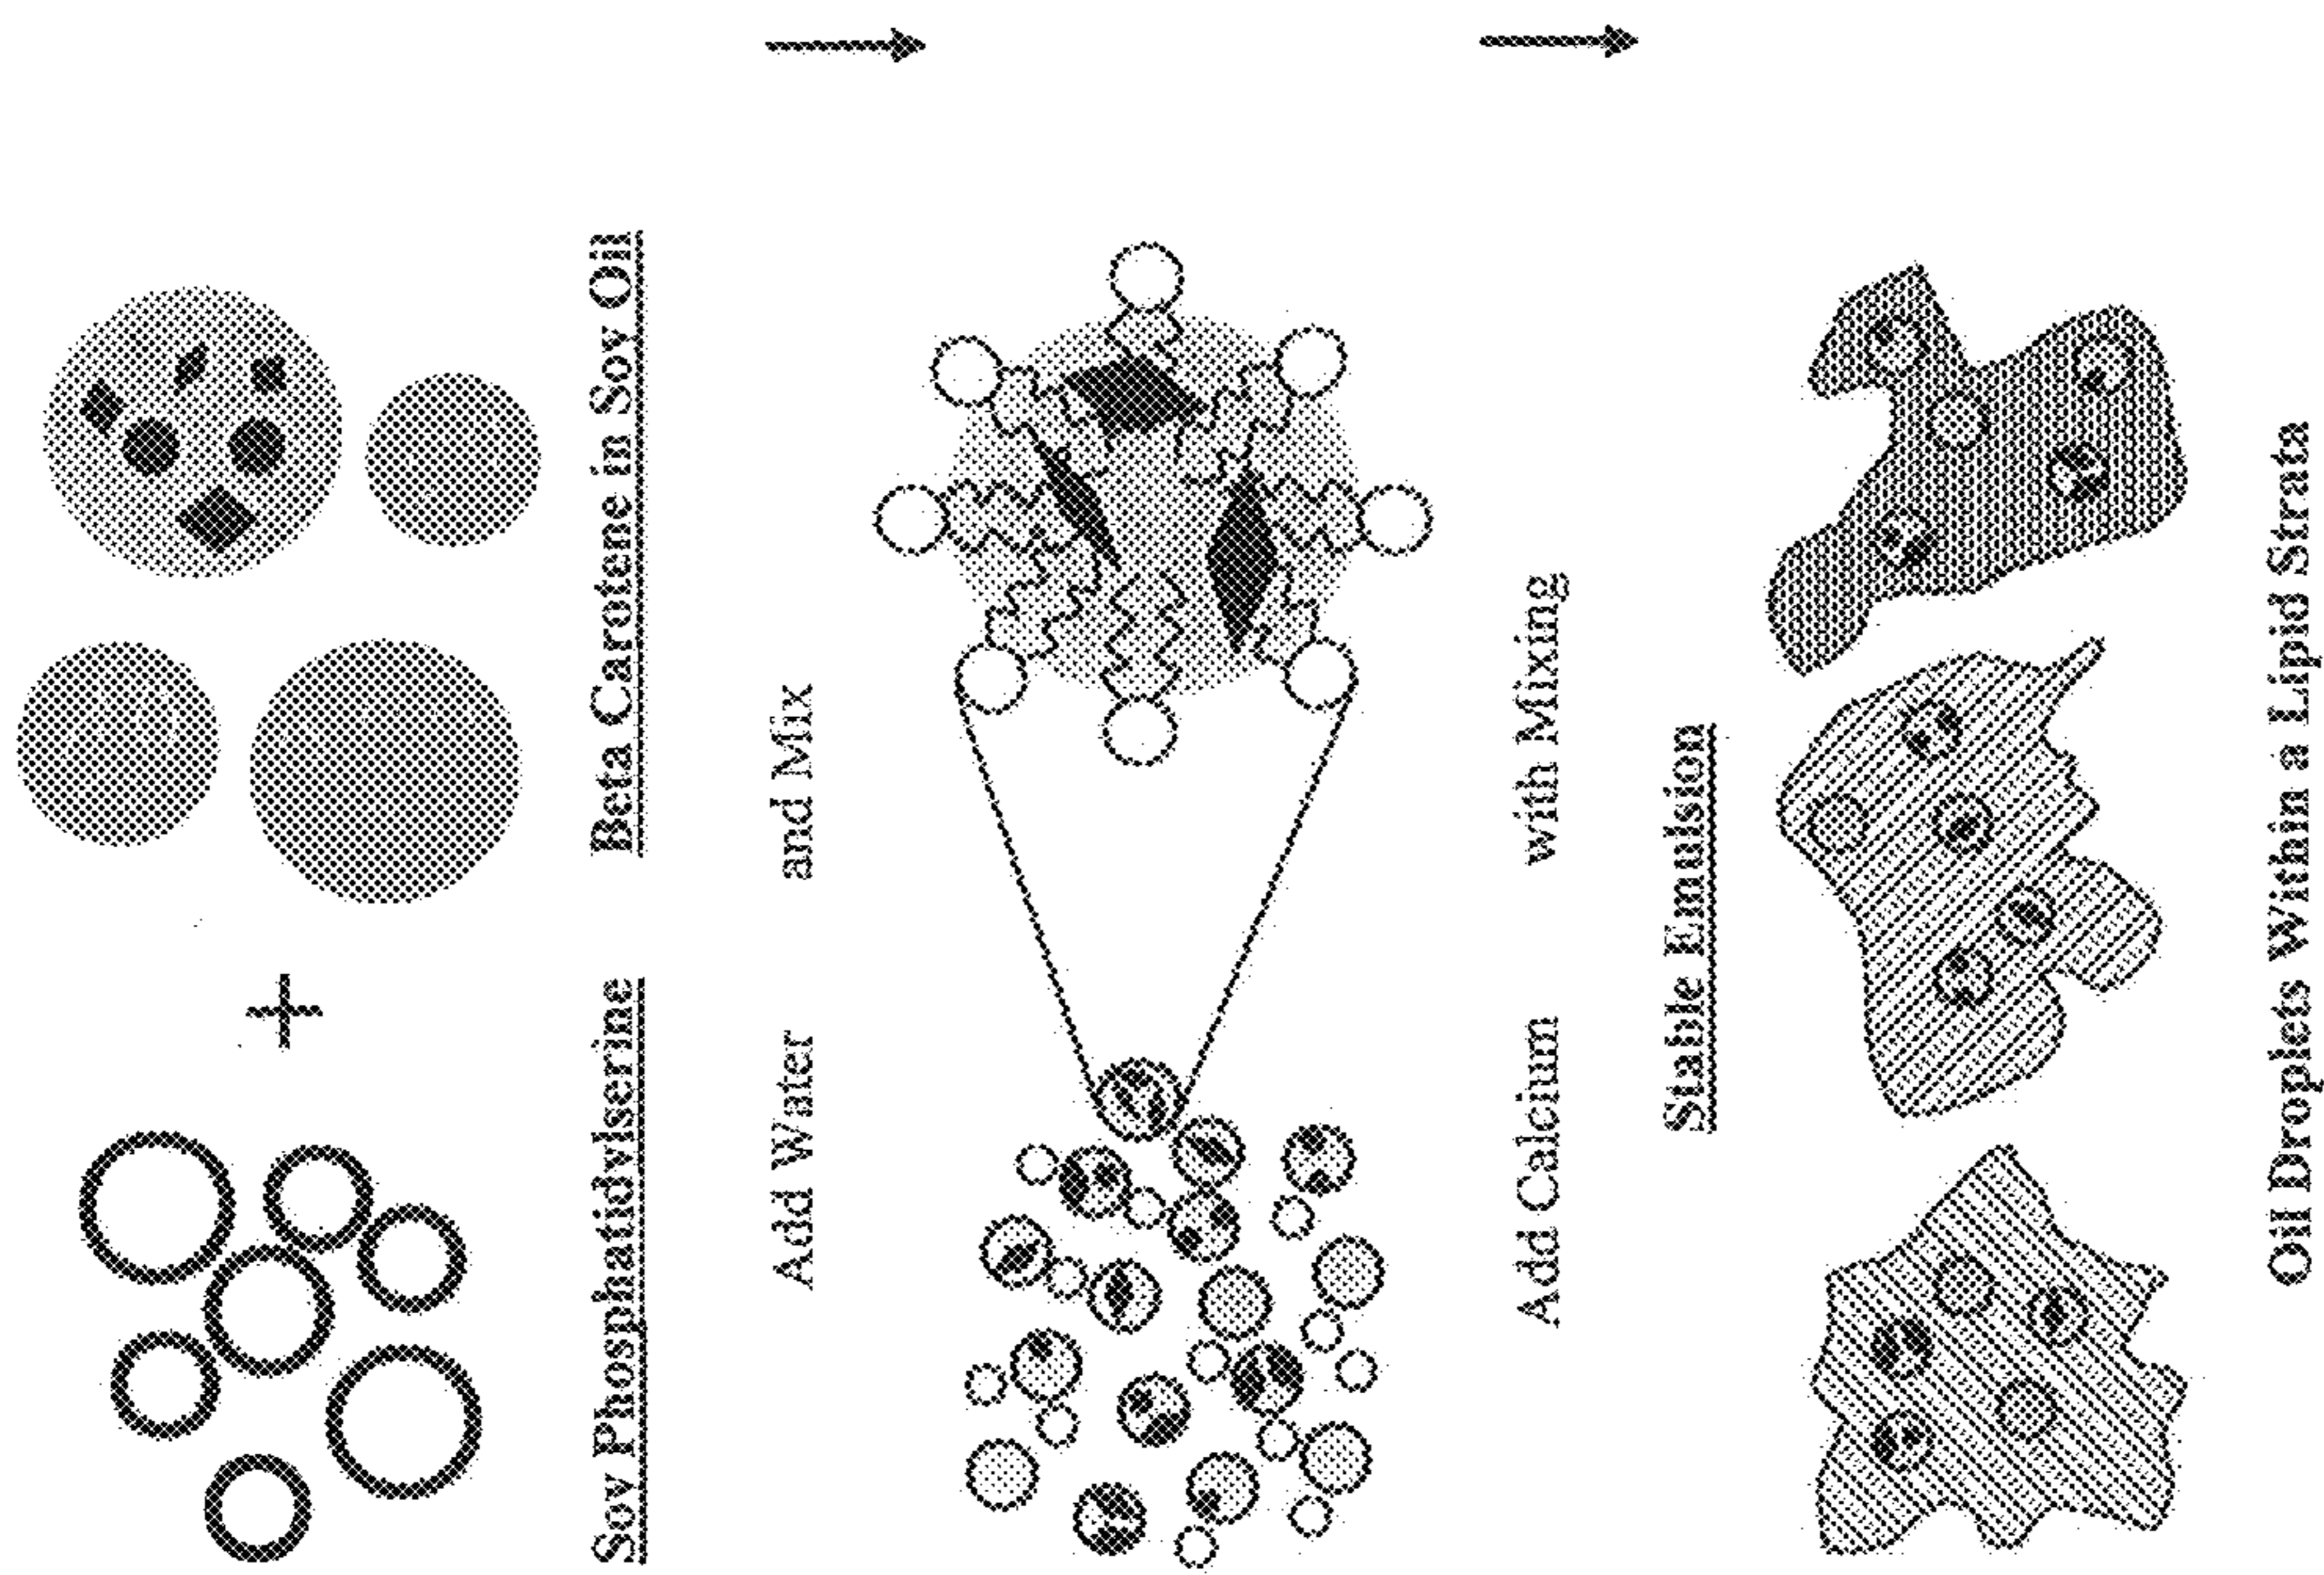 +
Soy Phosphatidylserine Beta Carotene in Soy Oil
Add Water and Mix
Add Calcium with Mixing
Stable Emulsion
Oil Droplets Within a Lipid Strata